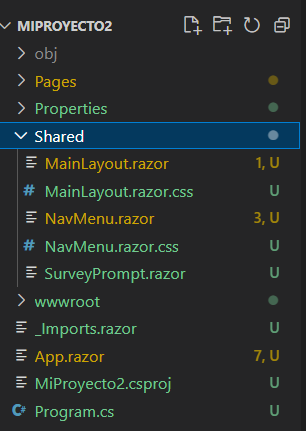 MIPROYECTO2
obj
Pages
Properties
Shared
MainLayout.razor 1, U
# MainLayout.razor.css U
NavMenu.razor 3, U
# NavMenu.razor.css U
SurveyPrompt.razor U
wwwroot
_Imports.razor U
App.razor 7, U
MiProyecto2.csproj U
C# Program.cs U